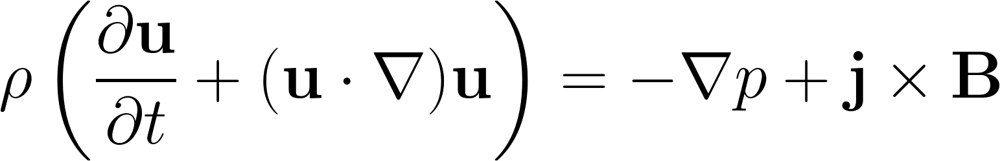 ρ(∂𝐮/∂t + (𝐮 · ∇)𝐮) = −∇p + 𝐣 × 𝐁